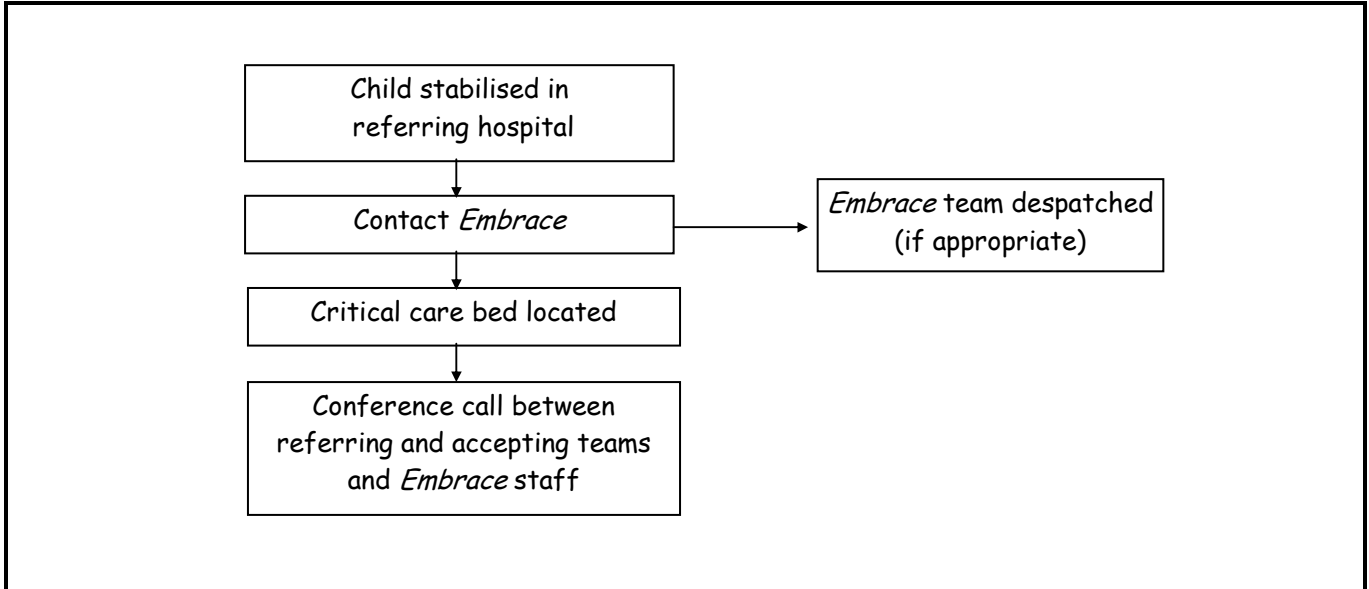 Child stabilised in
referring hospital
Contact Embrace
Embrace team despatched
(if appropriate)
Critical care bed located
Conference call between
referring and accepting teams
and Embrace staff